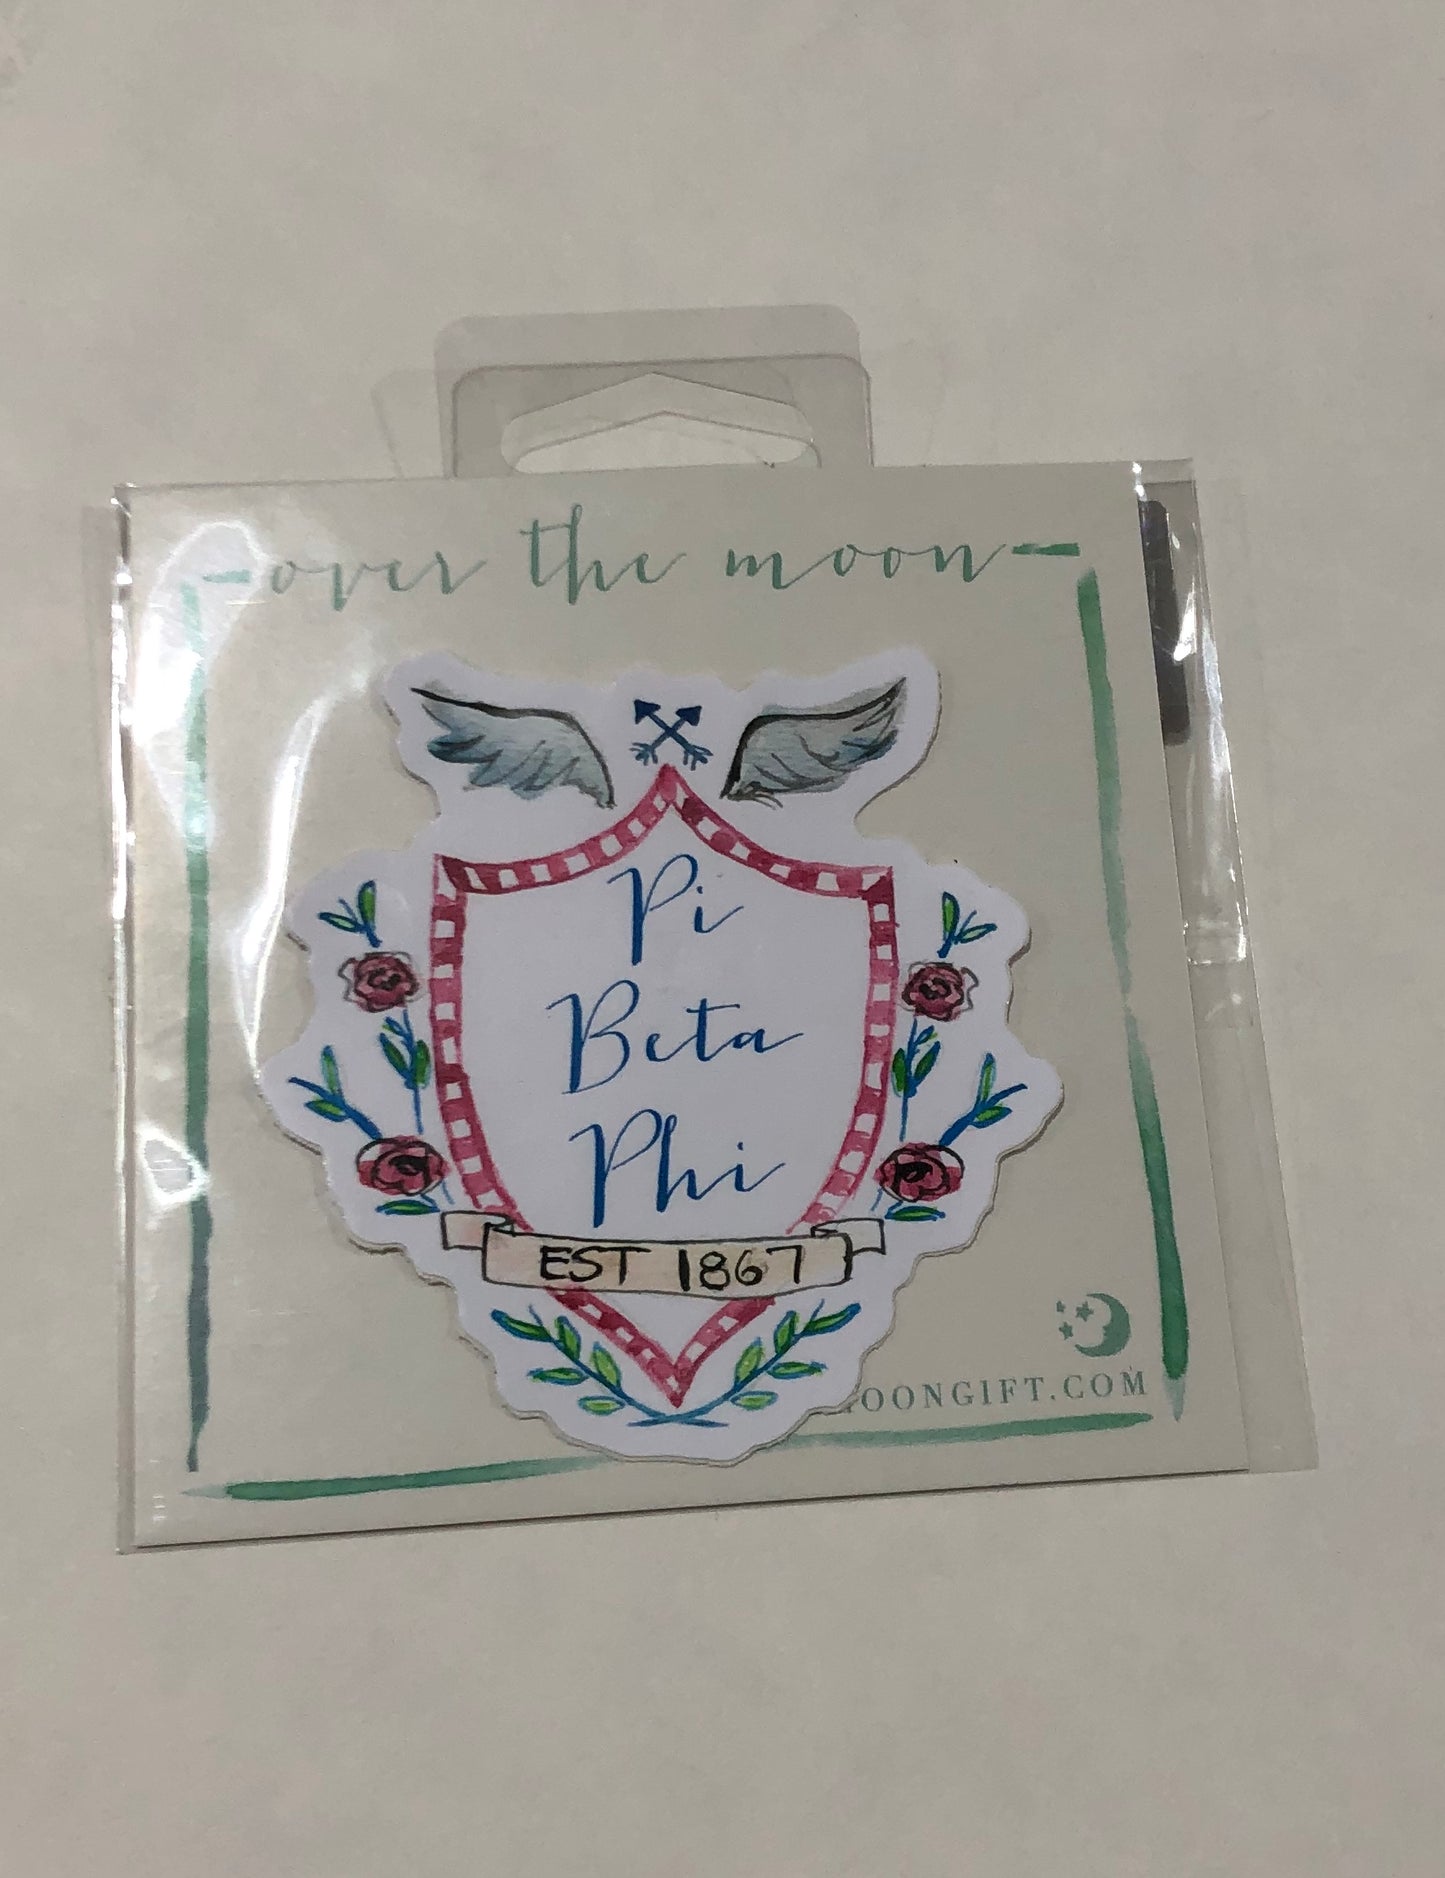 over the moon
Pi
Beta
Phi
EST 1867